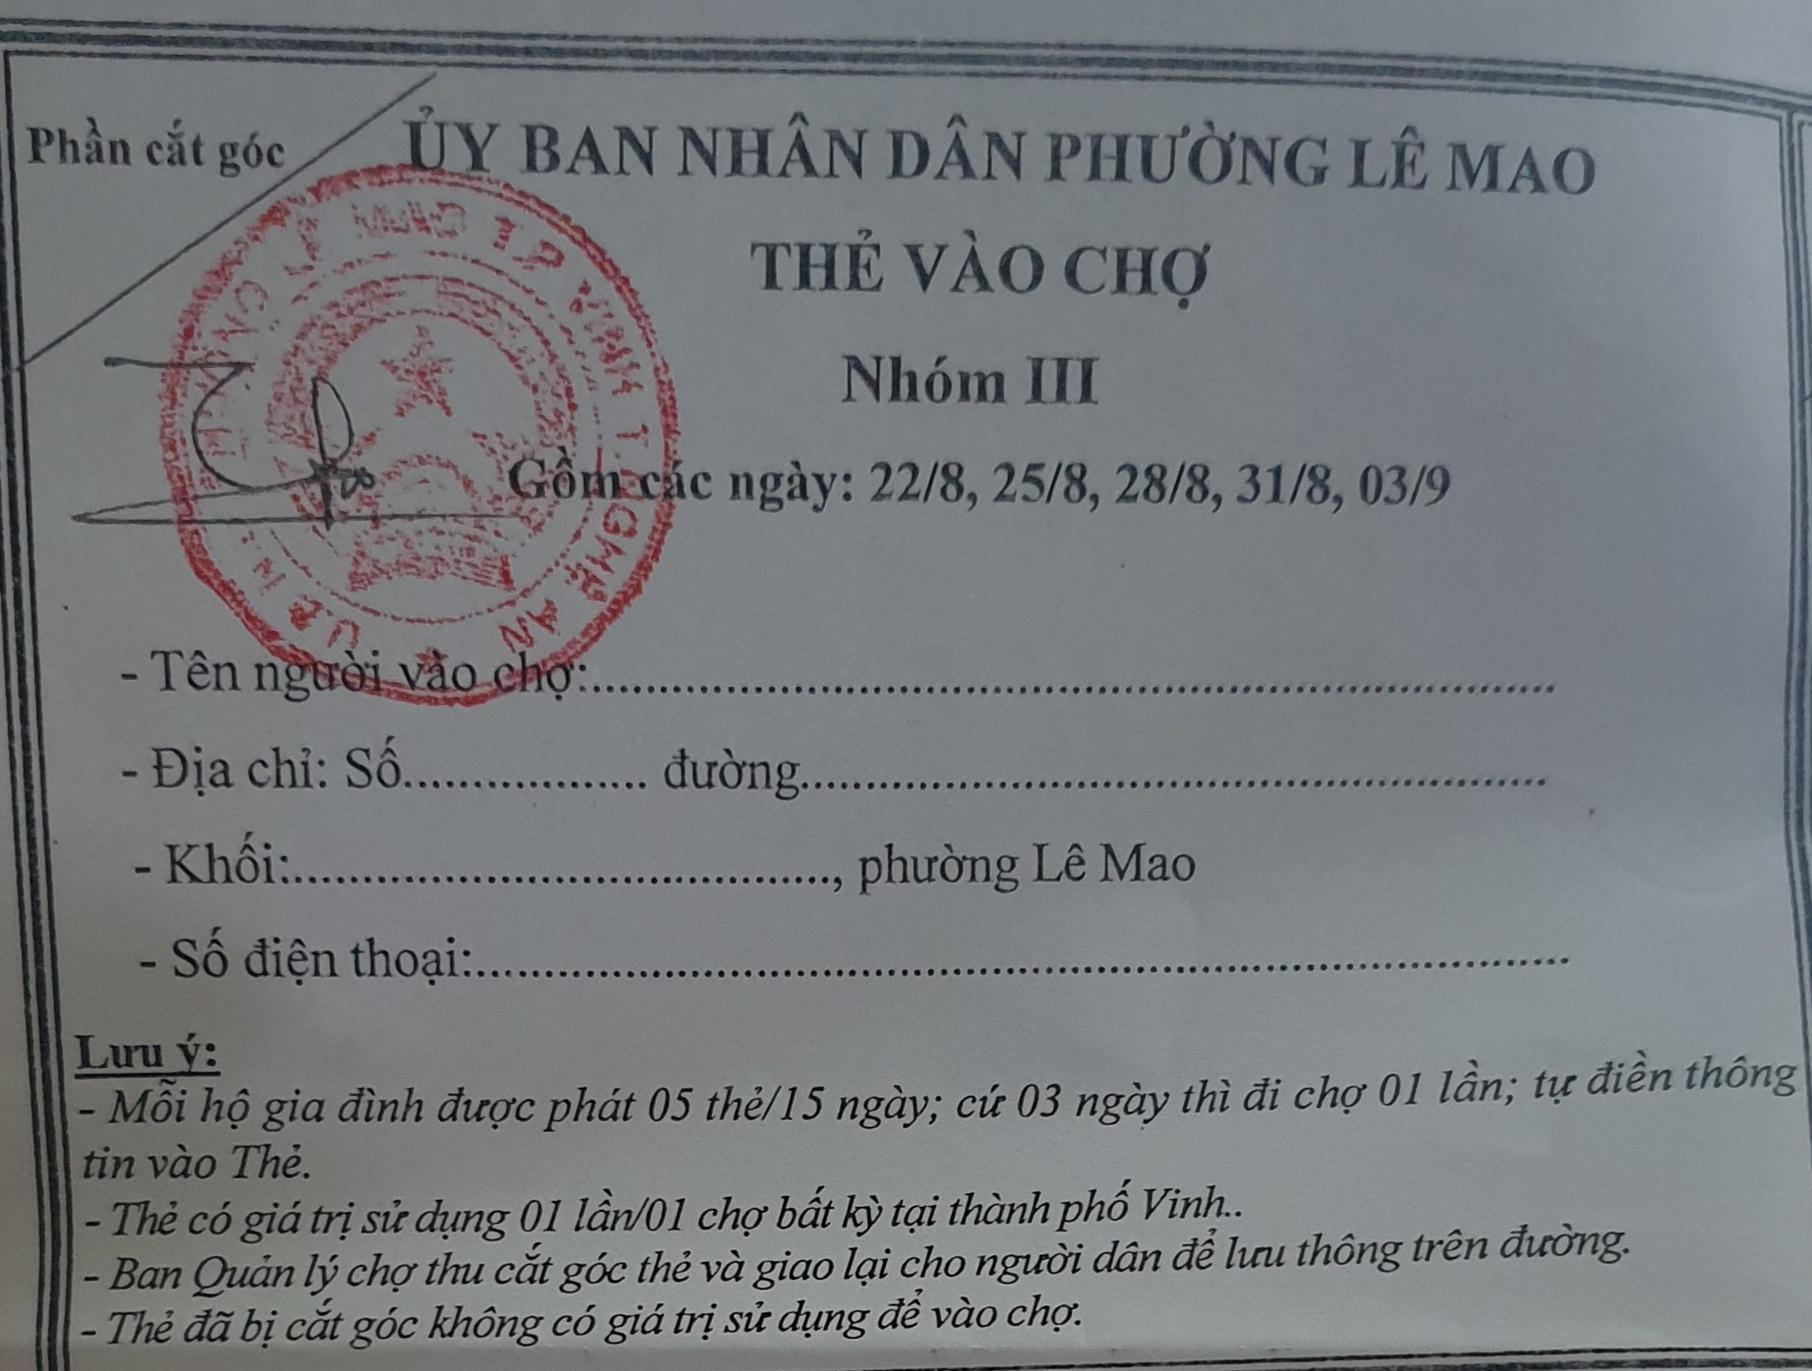 Phần cắt góc
ỦY BAN NHÂN DÂN PHƯỜNG LÊ MAO
THẺ VÀO CHỢ
Nhóm III
Gồm các ngày: 22/8, 25/8, 28/8, 31/8, 03/9
- Tên người vào chợ:..........................................................................
- Địa chỉ: Số.................. đường.........................................................
- Khối:........................................., phường Lê Mao
- Số điện thoại:....................................................................................
Lưu ý:
- Mỗi hộ gia đình được phát 05 thẻ/15 ngày; cứ 03 ngày thì đi chợ 01 lần; tự điền thông
tin vào Thẻ.
- Thẻ có giá trị sử dụng 01 lần/01 chợ bất kỳ tại thành phố Vinh..
- Ban Quản lý chợ thu cắt góc thẻ và giao lại cho người dân để lưu thông trên đường.
- Thẻ đã bị cắt góc không có giá trị sử dụng để vào chợ.